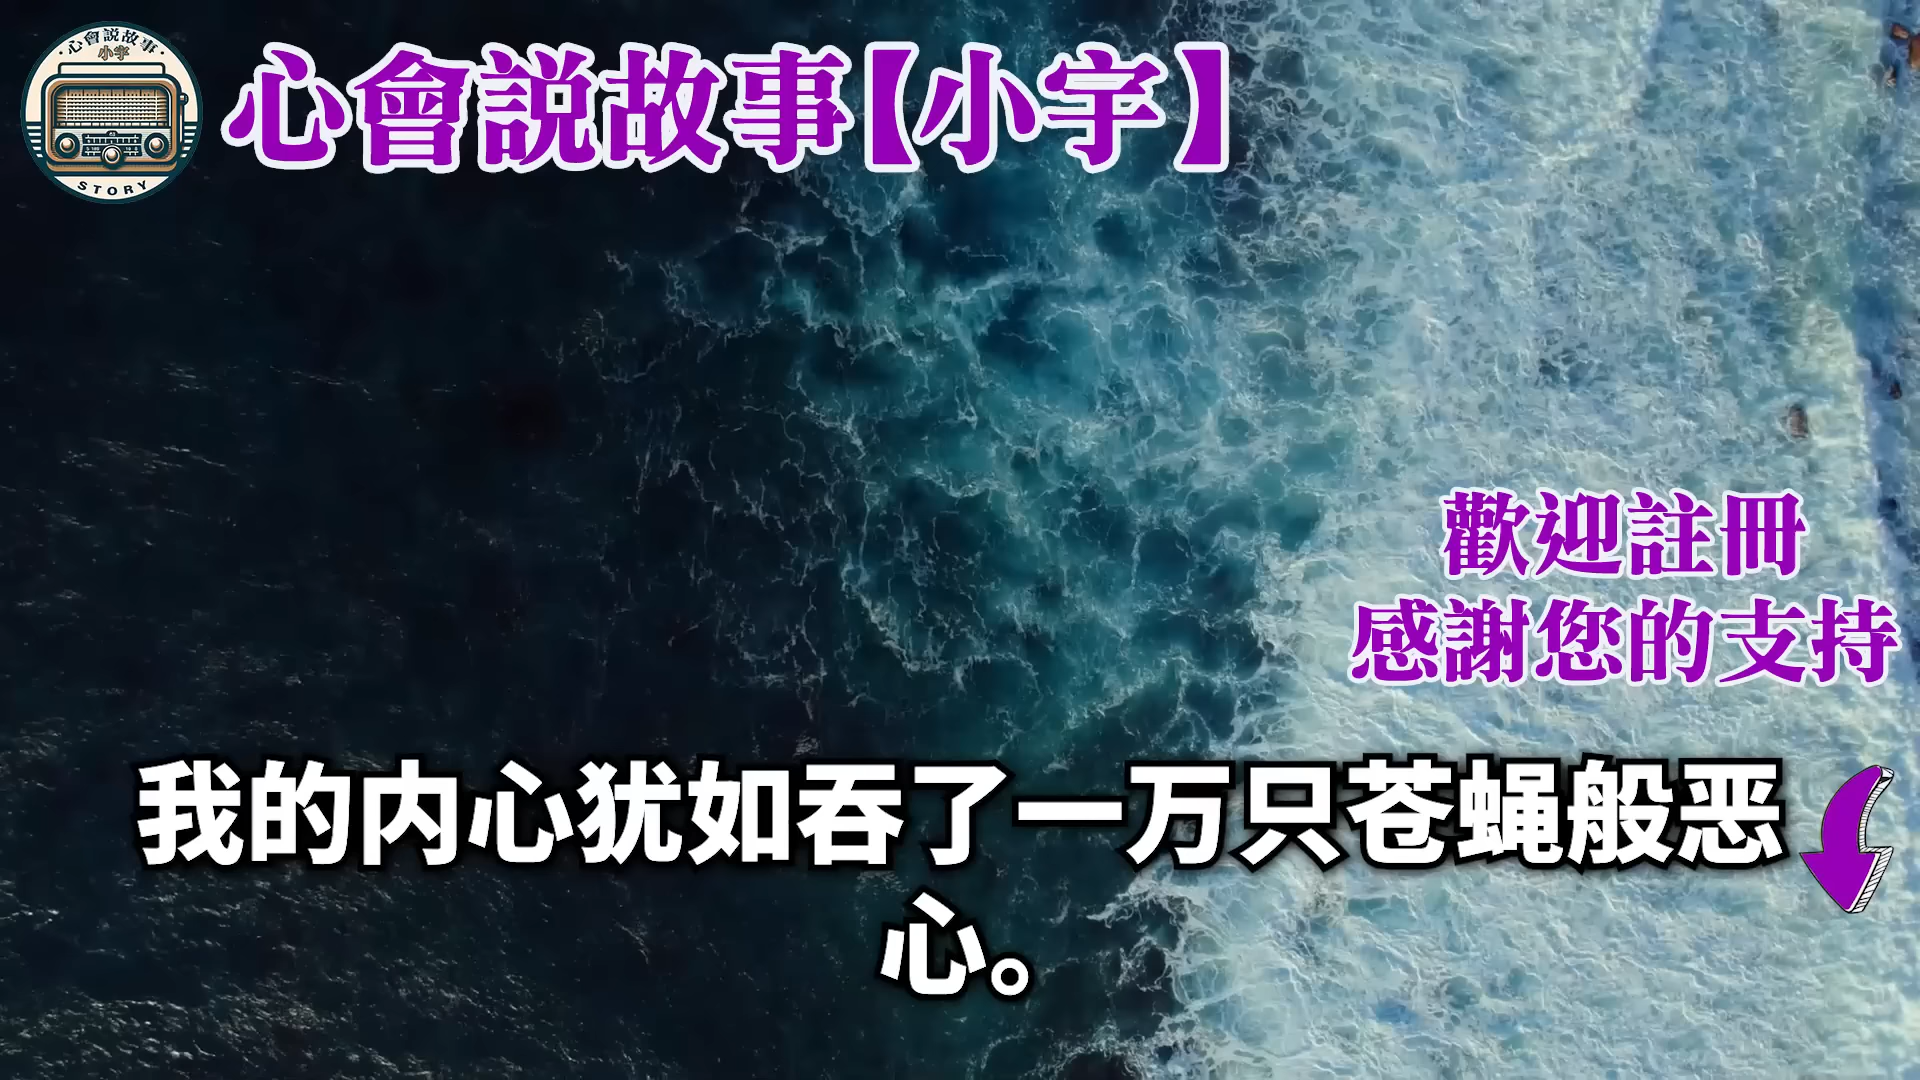 ·心會説故事·
小宇
STORY
心會説故事【小宇】
歡迎註冊
感謝您的支持
我的内心犹如吞了一万只苍蝇般恶
心。